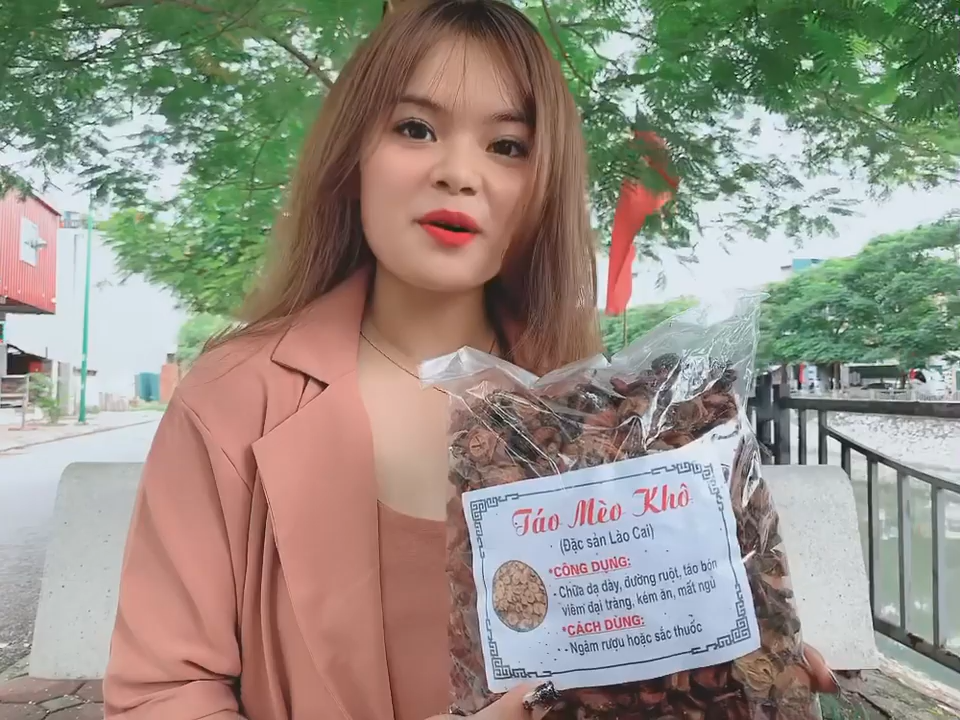 Táo Mèo Khô
(Đặc sản Lào Cai)
*CÔNG DỤNG:
- Chữa dạ dày, đường ruột, táo bón
viêm đại tràng, kém ăn, mất ngủ
*CÁCH DÙNG:
- Ngâm rượu hoặc sắc thuốc